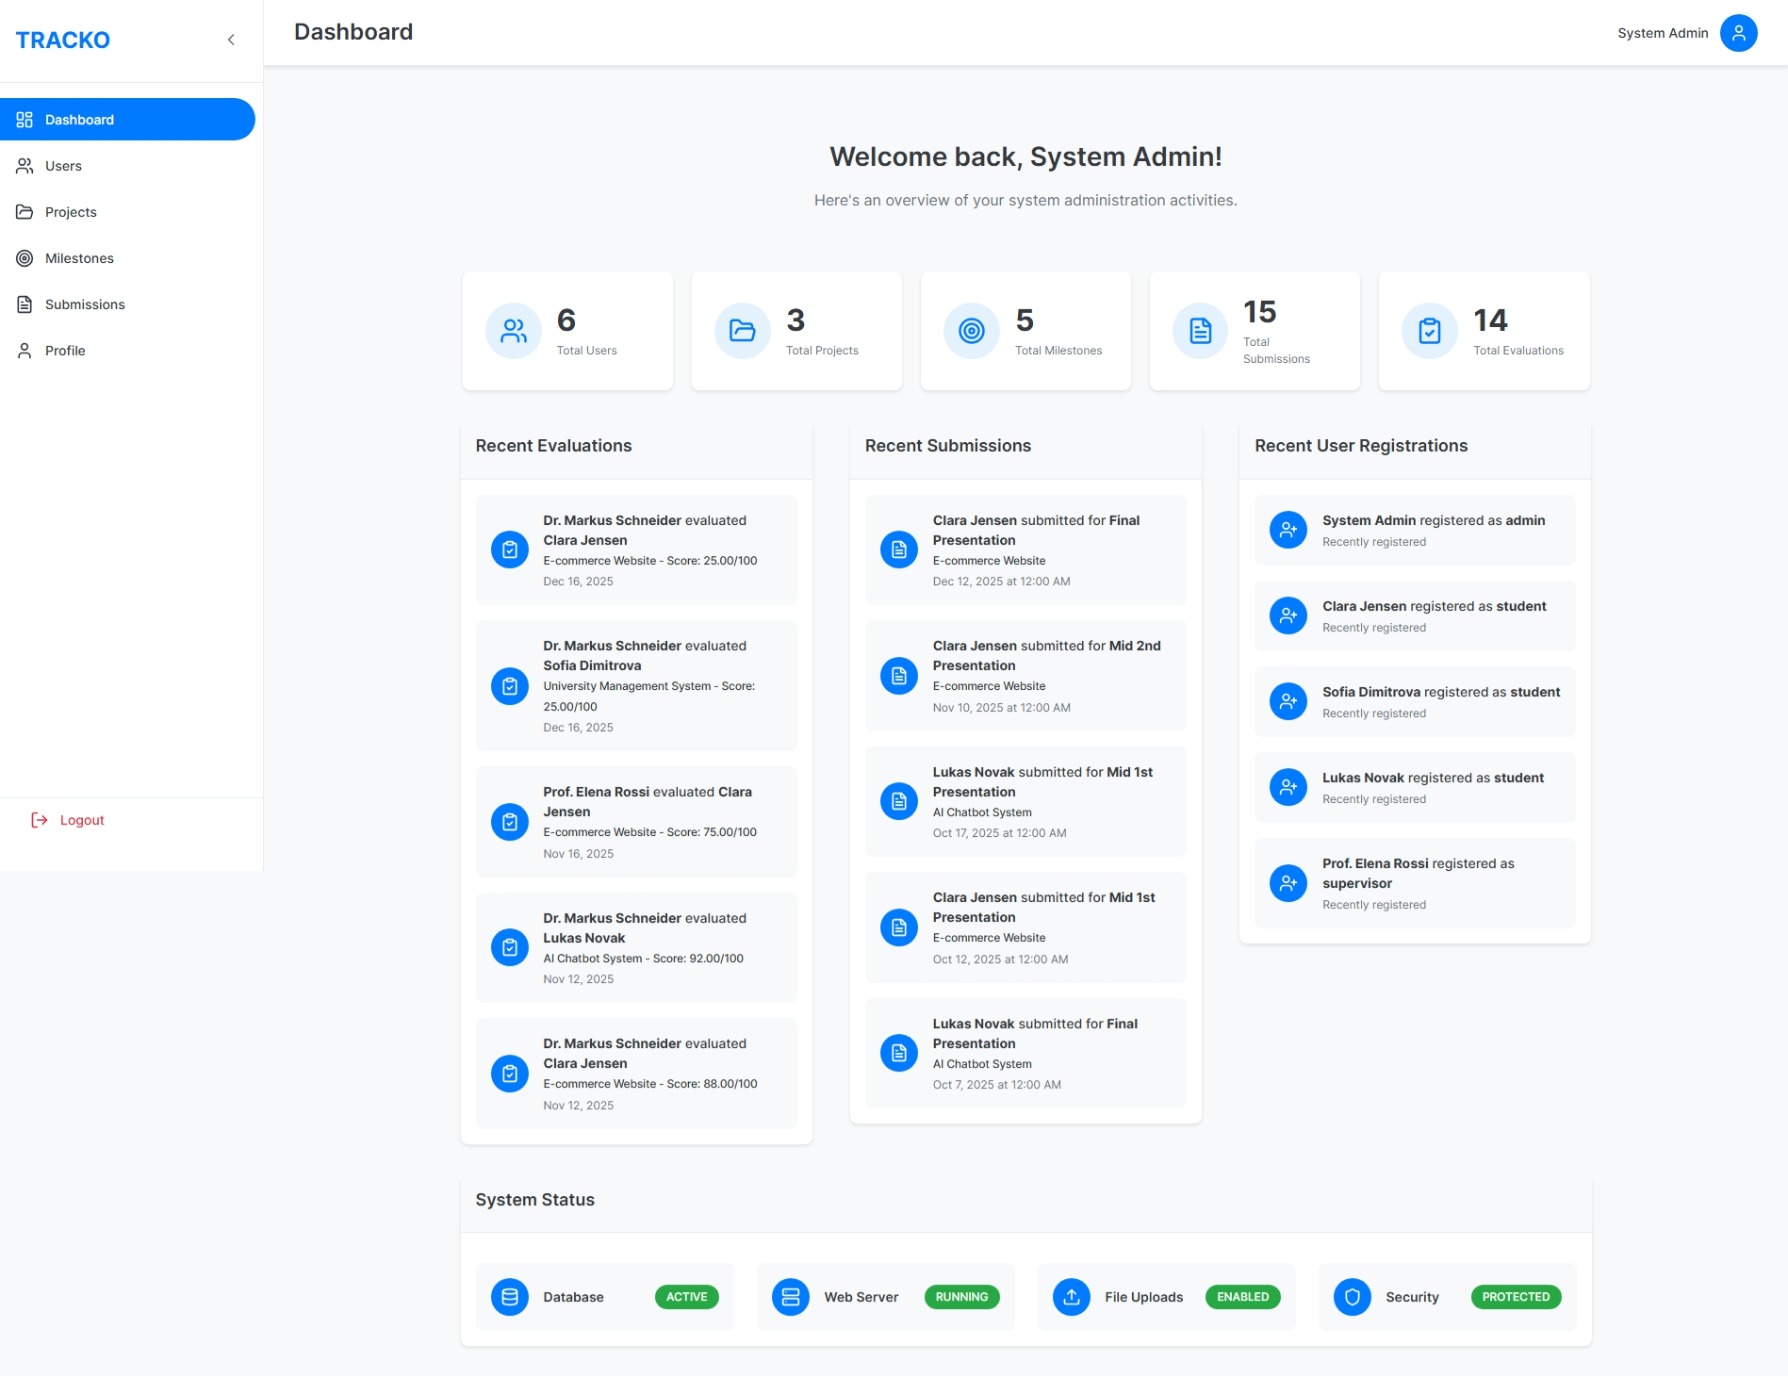 TRACKO
Dashboard
Users
Projects
Milestones
Submissions
Profile
Logout
Dashboard
System Admin
Welcome back, System Admin!
Here's an overview of your system administration activities.
6
Total Users
3
Total Projects
5
Total Milestones
15
Total
Submissions
14
Total Evaluations
Recent Evaluations
Dr. Markus Schneider evaluated
Clara Jensen
E-commerce Website - Score: 25.00/100
Dec 16, 2025
Dr. Markus Schneider evaluated
Sofia Dimitrova
University Management System - Score:
25.00/100
Dec 16, 2025
Prof. Elena Rossi evaluated Clara
Jensen
E-commerce Website - Score: 75.00/100
Nov 16, 2025
Dr. Markus Schneider evaluated
Lukas Novak
AI Chatbot System - Score: 92.00/100
Nov 12, 2025
Dr. Markus Schneider evaluated
Clara Jensen
E-commerce Website - Score: 88.00/100
Nov 12, 2025
Recent Submissions
Clara Jensen submitted for Final
Presentation
E-commerce Website
Dec 12, 2025 at 12:00 AM
Clara Jensen submitted for Mid 2nd
Presentation
E-commerce Website
Nov 10, 2025 at 12:00 AM
Lukas Novak submitted for Mid 1st
Presentation
AI Chatbot System
Oct 17, 2025 at 12:00 AM
Clara Jensen submitted for Mid 1st
Presentation
E-commerce Website
Oct 12, 2025 at 12:00 AM
Lukas Novak submitted for Final
Presentation
AI Chatbot System
Oct 7, 2025 at 12:00 AM
Recent User Registrations
System Admin registered as admin
Recently registered
Clara Jensen registered as student
Recently registered
Sofia Dimitrova registered as student
Recently registered
Lukas Novak registered as student
Recently registered
Prof. Elena Rossi registered as
supervisor
Recently registered
System Status
Database
ACTIVE
Web Server
RUNNING
File Uploads
ENABLED
Security
PROTECTED